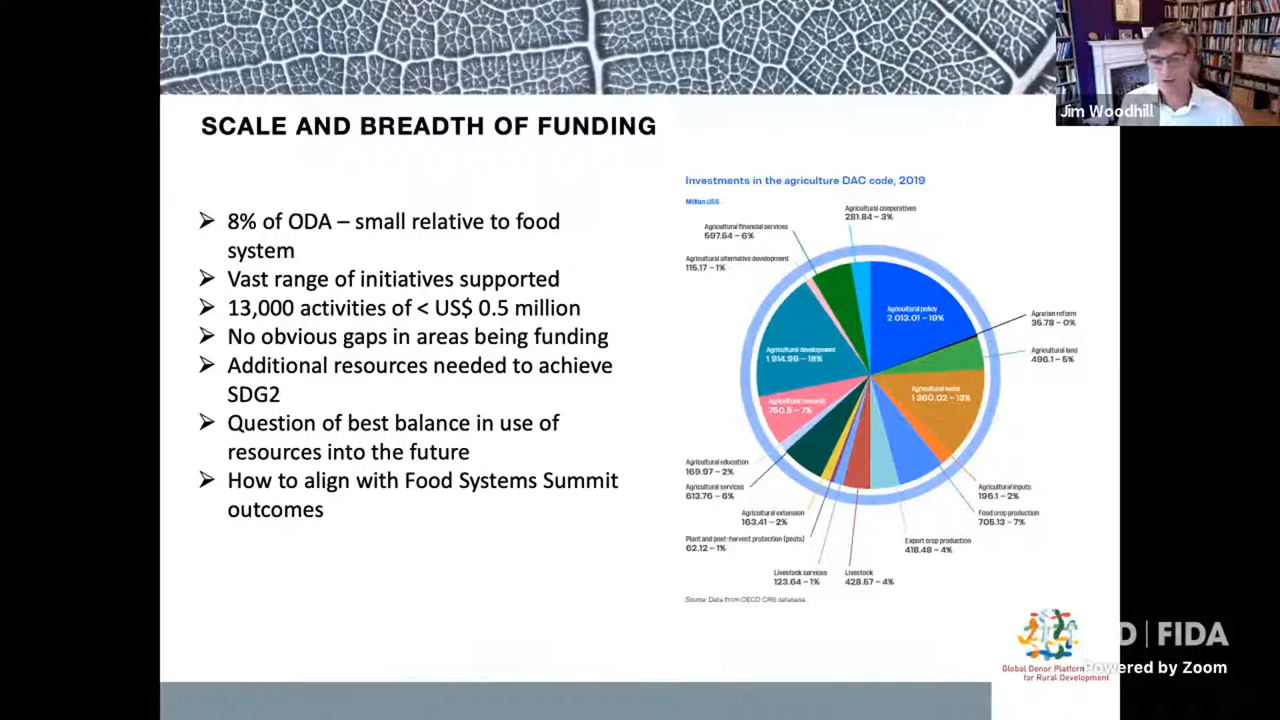 Jim Woodhill
SCALE AND BREADTH OF FUNDING
8% of ODA – small relative to food
system
Vast range of initiatives supported
13,000 activities of < US$ 0.5 million
No obvious gaps in areas being funding
Additional resources needed to achieve
SDG2
Question of best balance in use of
resources into the future
How to align with Food Systems Summit
outcomes
Investments in the agriculture DAC code, 2019
Million US$
Agricultural cooperatives
281.84 – 3%
Agricultural financial services
597.64 – 6%
Agricultural alternative development
115.17 – 1%
Agricultural policy
2 013.01 – 19%
Agrarian reform
35.78 – 0%
Agricultural land
496.1 – 5%
Agricultural development
1 914.96 – 18%
Agricultural water
1 360.02 – 13%
Agricultural research
750.5 – 7%
Agricultural education
169.97 – 2%
Agricultural services
613.76 – 6%
Agricultural inputs
196.1 – 2%
Agricultural extension
163.41 – 2%
Food crop production
705.13 – 7%
Plant and post-harvest protection (pests)
62.12 – 1%
Export crop production
418.48 – 4%
Livestock services
123.64 – 1%
Livestock
428.57 – 4%
Source: Data from OECD CRS database.
D | FIDA
Global Donor Platform
for Rural Development
Powered by Zoom